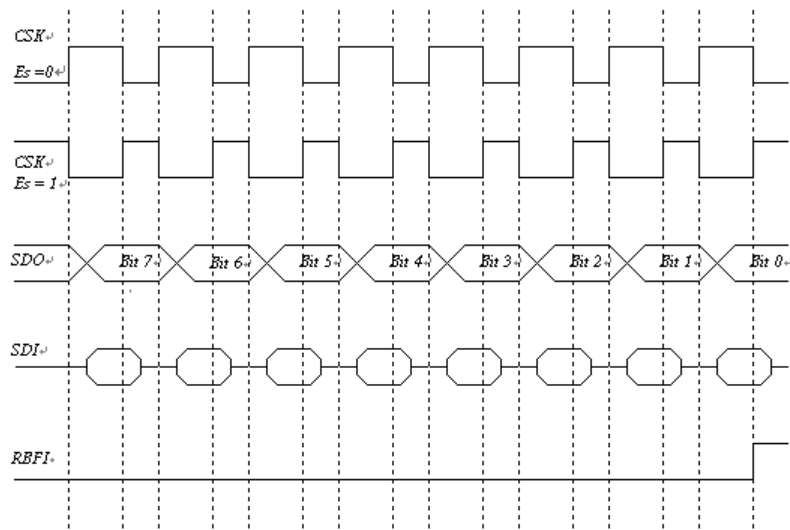 CSK↵
Es =0↵
CSK↵
Es = 1↵
SDO↵ Bit 7↵ Bit 6↵ Bit 5↵ Bit 4↵ Bit 3↵ Bit 2↵ Bit 1↵ Bit 0↵
SDI↵
RBFI↵